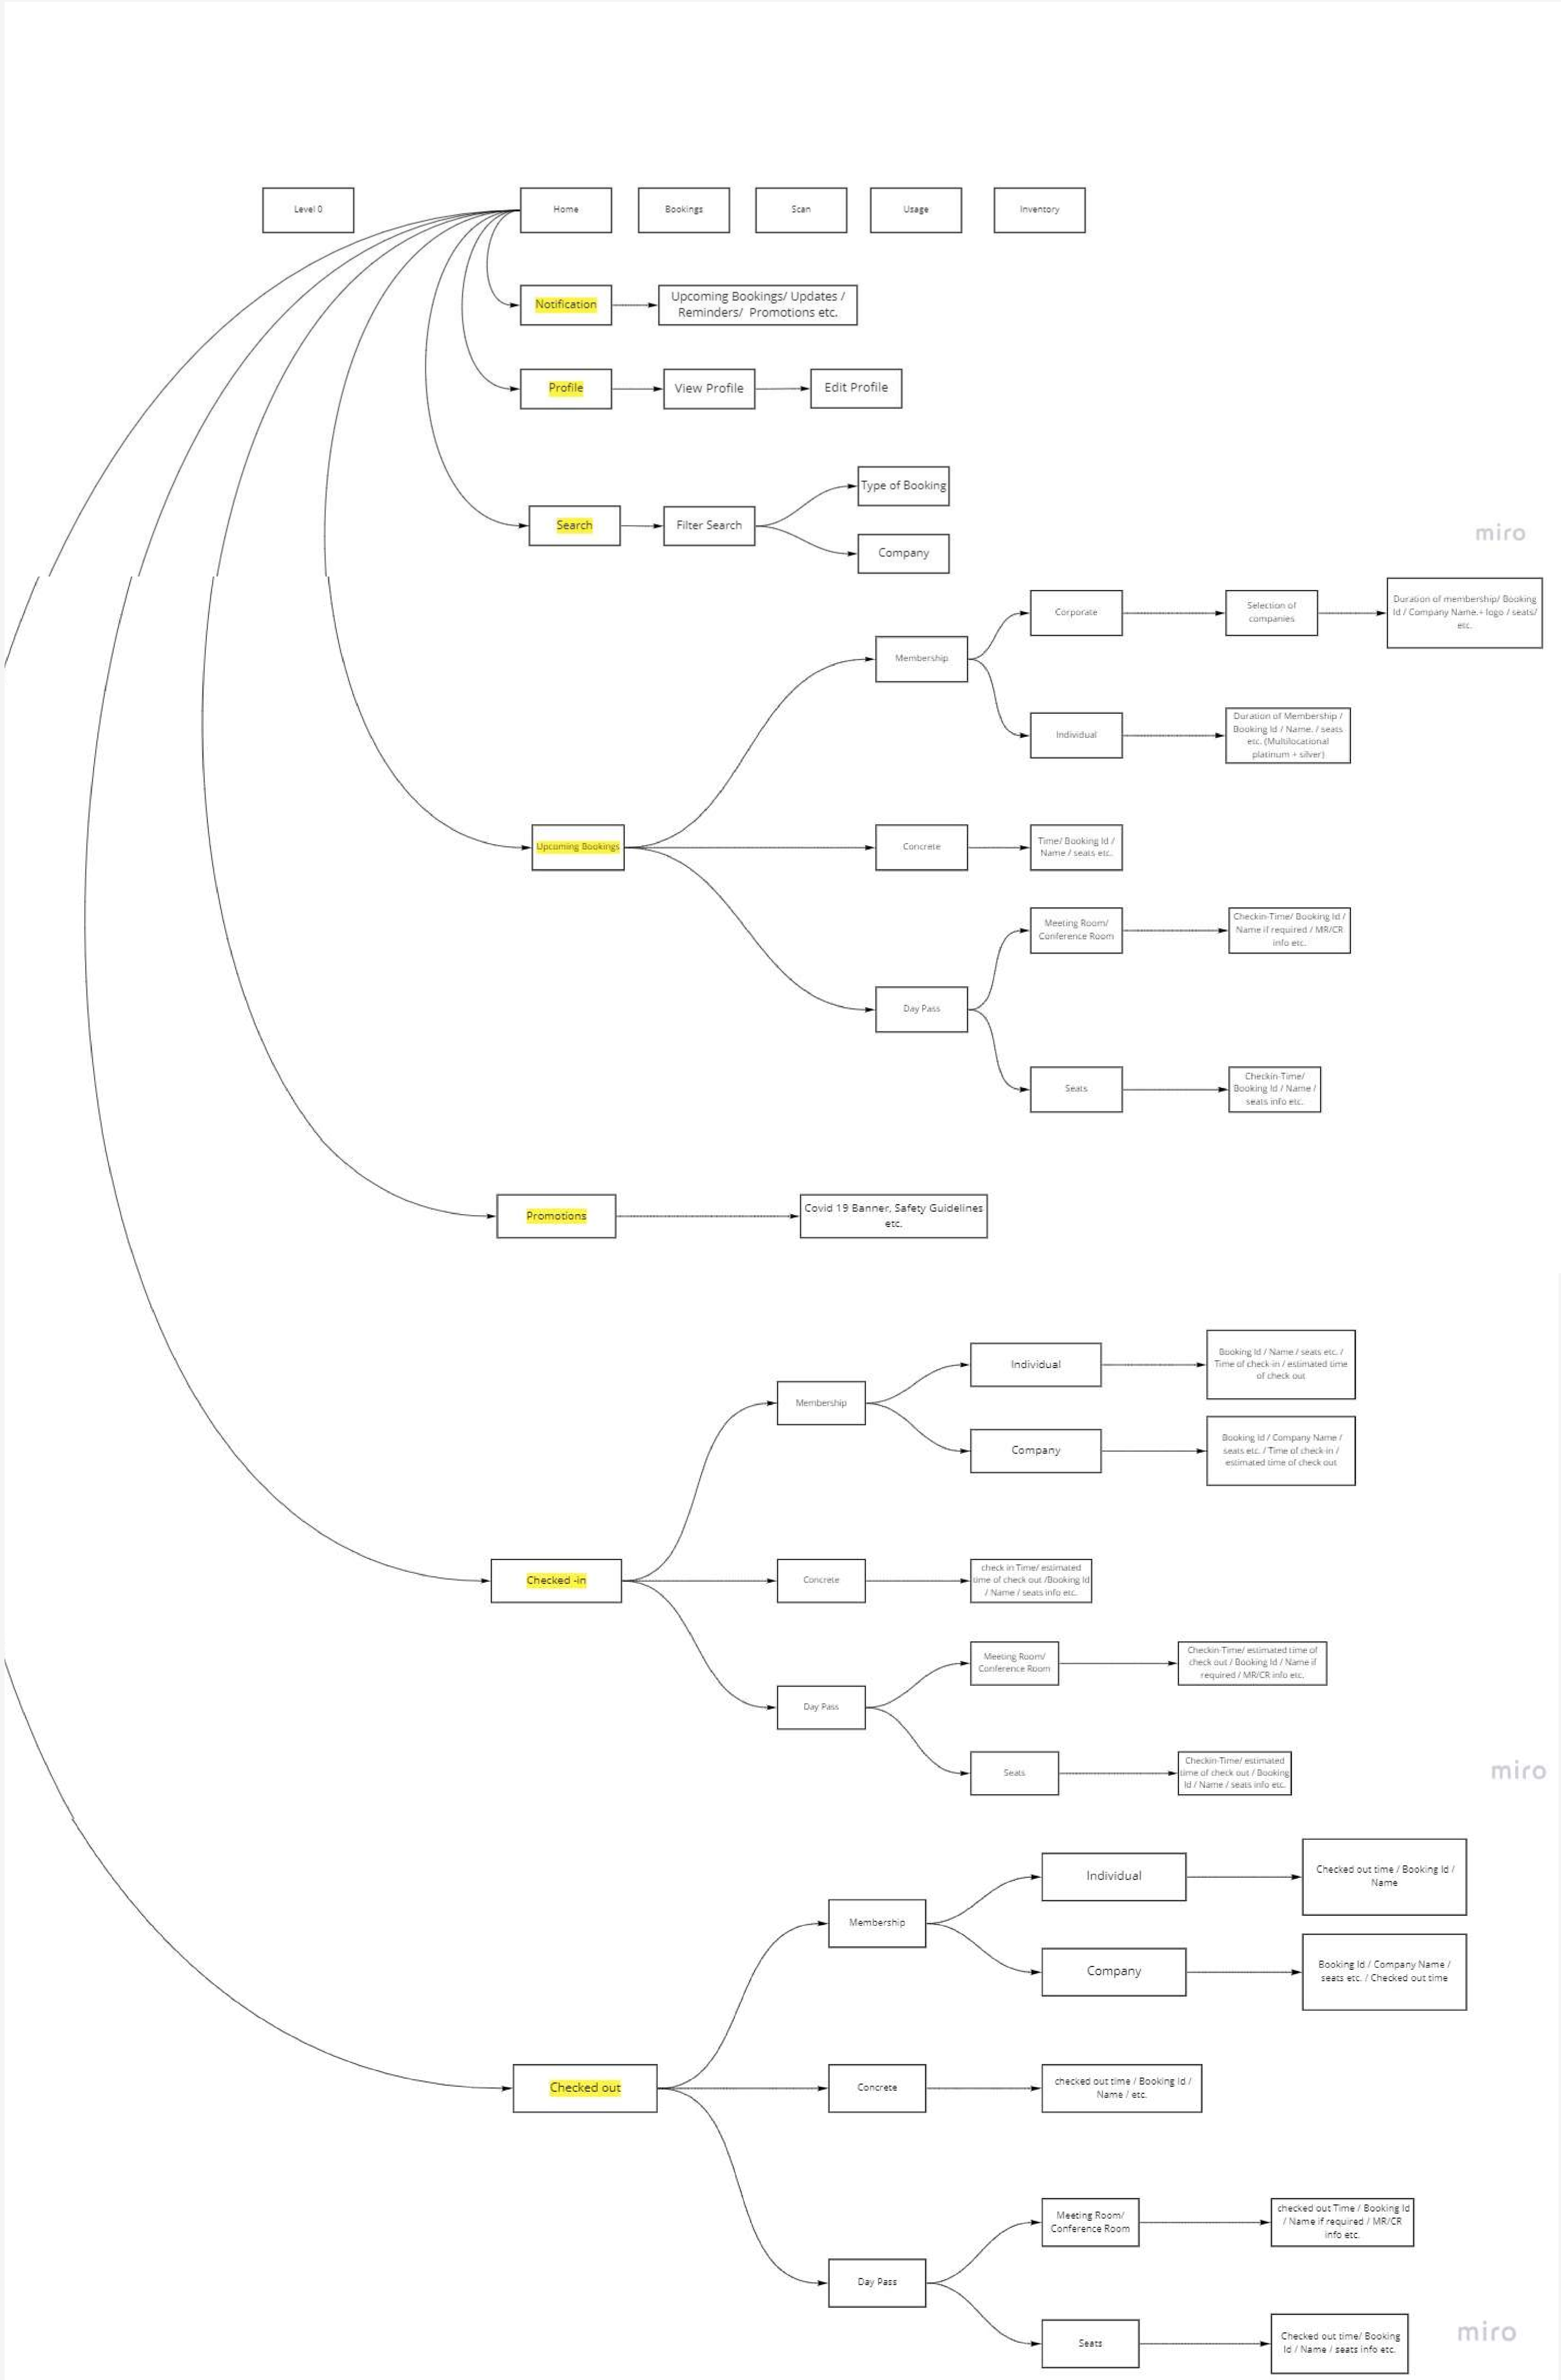 Level 0
Home
Bookings
Scan
Usage
Inventory
Notification
Upcoming Bookings/ Updates /
Reminders/  Promotions etc.
Profile
View Profile
Edit Profile
Search
Filter Search
Type of Booking
Company
miro
Upcoming Bookings
Membership
Corporate
Selection of
companies
Duration of membership/ Booking
Id / Company Name.+ logo / seats/
etc.
Individual
Duration of Membership /
Booking Id / Name. / seats
etc. (Multilocational
platinum + silver)
Concrete
Time/ Booking Id /
Name / seats etc.
Day Pass
Meeting Room/
Conference Room
Checkin-Time/ Booking Id /
Name if required / MR/CR
info etc.
Seats
Checkin-Time/
Booking Id / Name /
seats info etc.
Promotions
Covid 19 Banner, Safety Guidelines
etc.
Checked -in
Membership
Individual
Booking Id / Name / seats etc. /
Time of check-in / estimated time
of check out
Company
Booking Id / Company Name /
seats etc. / Time of check-in /
estimated time of check out
Concrete
check in Time/ estimated
time of check out /Booking Id
/ Name / seats info etc.
Day Pass
Meeting Room/
Conference Room
Checkin-Time/ estimated time of
check out / Booking Id / Name if
required / MR/CR info etc.
Seats
Checkin-Time/ estimated
time of check out / Booking
Id / Name / seats info etc.
miro
Checked out
Membership
Individual
Checked out time / Booking Id /
Name
Company
Booking Id / Company Name /
seats etc. / Checked out time
Concrete
checked out time / Booking Id /
Name / etc.
Day Pass
Meeting Room/
Conference Room
checked out Time / Booking Id
/ Name if required / MR/CR
info etc.
Seats
Checked out time/ Booking
Id / Name / seats info etc.
miro